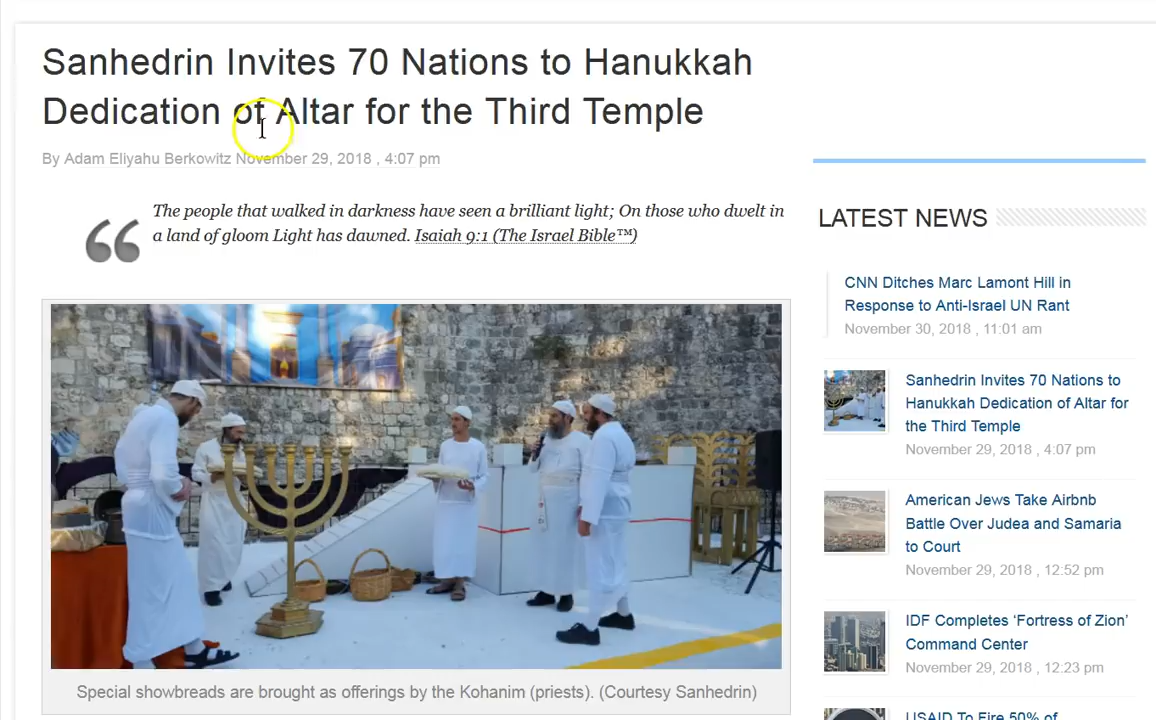 Sanhedrin Invites 70 Nations to Hanukkah
Dedication of Altar for the Third Temple
By Adam Eliyahu Berkowitz November 29, 2018 , 4:07 pm
The people that walked in darkness have seen a brilliant light; On those who dwelt in
a land of gloom Light has dawned. Isaiah 9:1 (The Israel Bible™)
Special showbreads are brought as offerings by the Kohanim (priests). (Courtesy Sanhedrin)
LATEST NEWS
CNN Ditches Marc Lamont Hill in
Response to Anti-Israel UN Rant
November 30, 2018 , 11:01 am
Sanhedrin Invites 70 Nations to
Hanukkah Dedication of Altar for
the Third Temple
November 29, 2018 , 4:07 pm
American Jews Take Airbnb
Battle Over Judea and Samaria
to Court
November 29, 2018 , 12:52 pm
IDF Completes ‘Fortress of Zion’
Command Center
November 29, 2018 , 12:23 pm
USAID To Fire 50% of